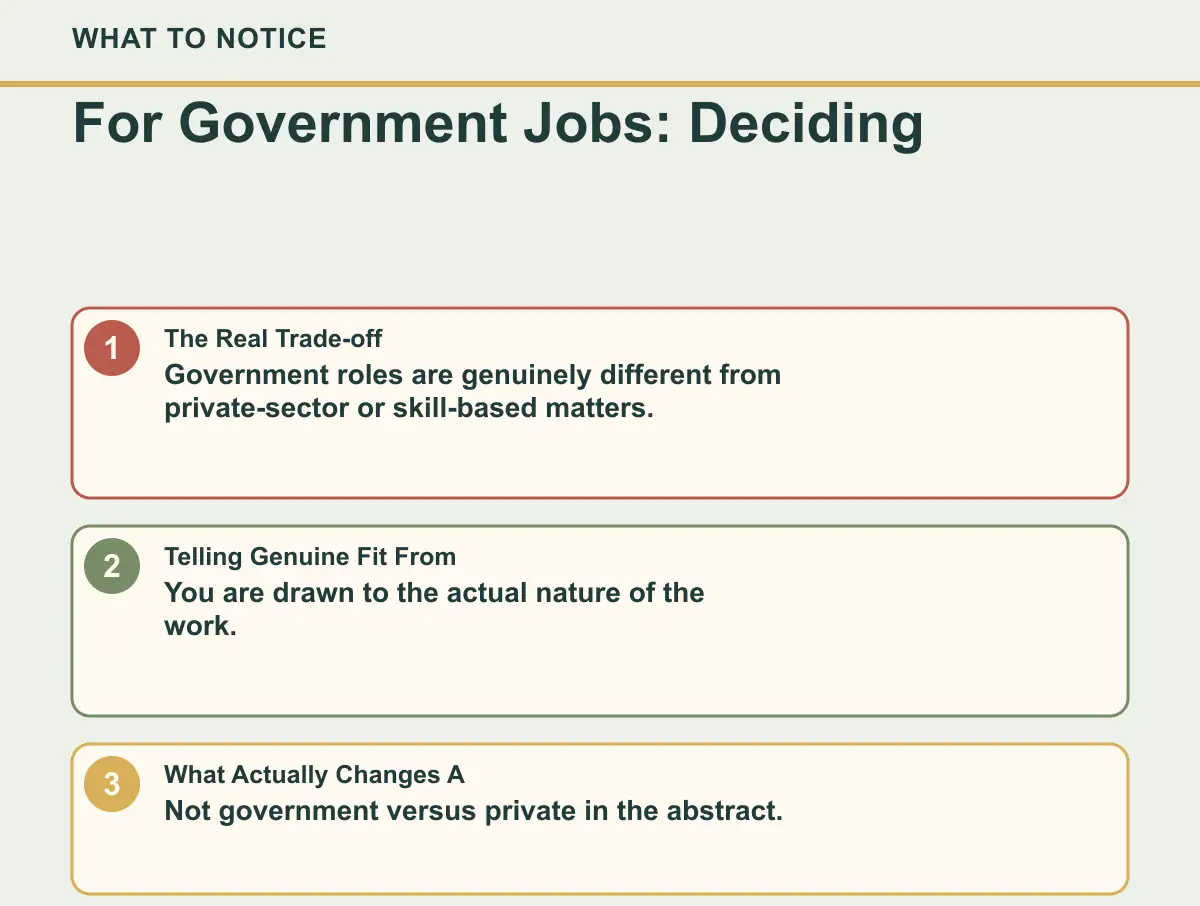 WHAT TO NOTICE
For Government Jobs: Deciding
1
The Real Trade-off
Government roles are genuinely different from
private-sector or skill-based matters.
2
Telling Genuine Fit From
You are drawn to the actual nature of the
work.
3
What Actually Changes A
Not government versus private in the abstract.